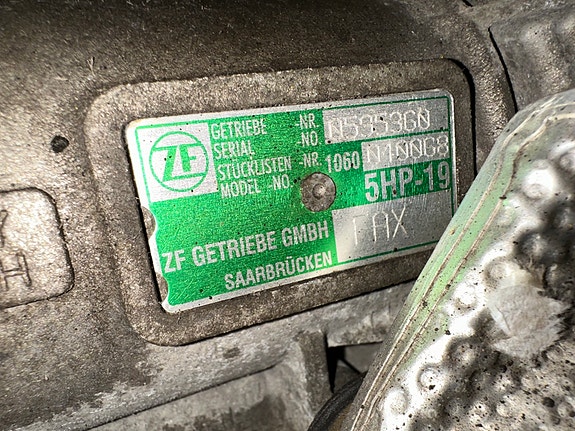 ZF
GETRIEBE -NR.
SERIAL -NO.
STÜCKLISTEN -NR. 1060
MODEL -NO.
5HP-19
ZF GETRIEBE GMBH
SAARBRÜCKEN
FAX
H